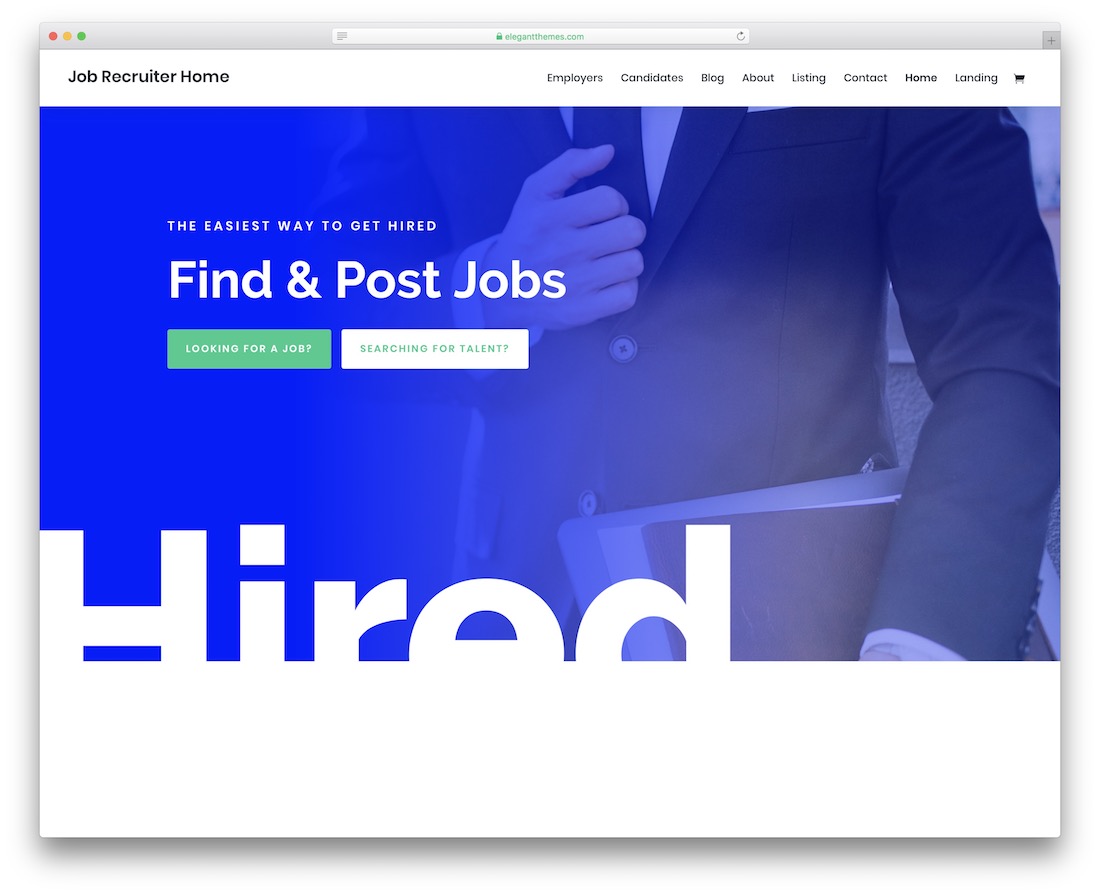 elegantthemes.com
Job Recruiter Home
Employers Candidates Blog About Listing Contact Home Landing
THE EASIEST WAY TO GET HIRED
Find & Post Jobs
LOOKING FOR A JOB? SEARCHING FOR TALENT?
Hired